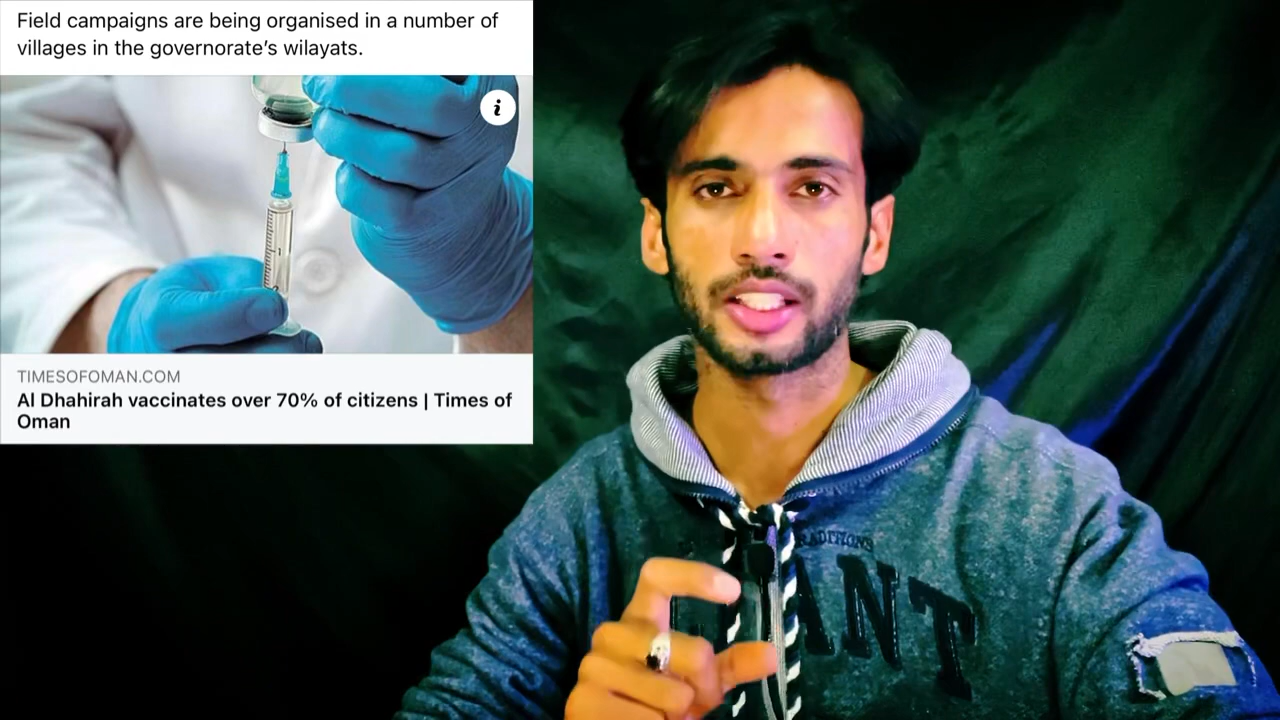 Field campaigns are being organised in a number of
villages in the governorate's wilayats.
i
TIMESOFOMAN.COM
Al Dhahirah vaccinates over 70% of citizens | Times of
Oman
ANT